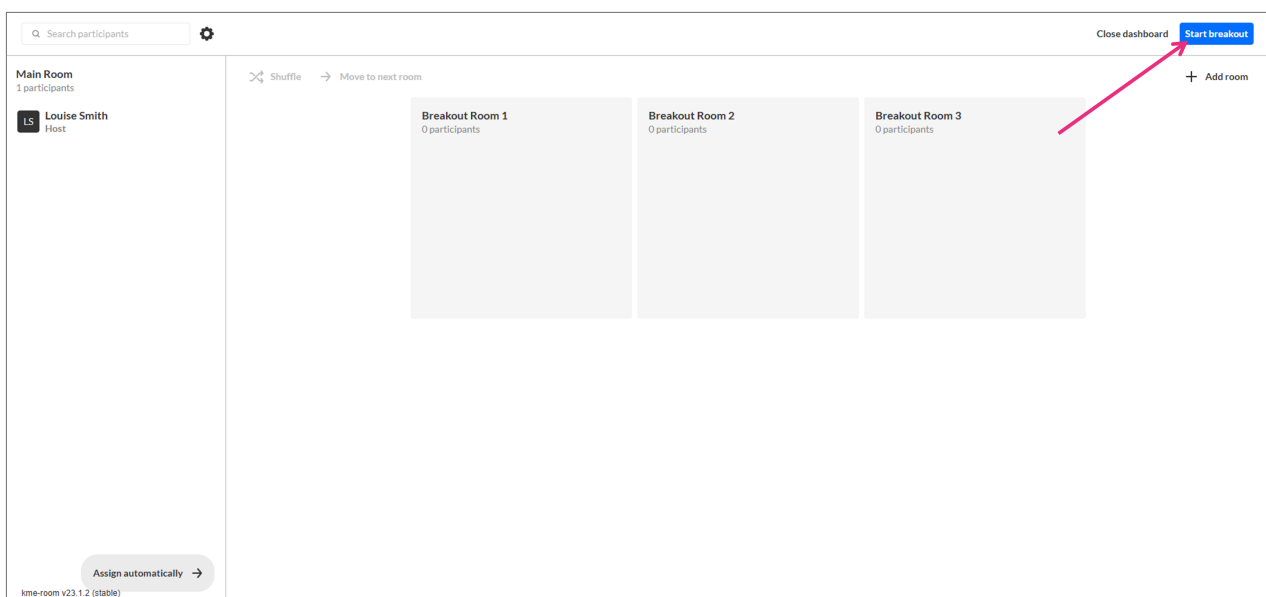 Search participants
Close dashboard
Start breakout
Main Room
1 participants
Shuffle
Move to next room
Add room
LS
Louise Smith
Host
Breakout Room 1
0 participants
Breakout Room 2
0 participants
Breakout Room 3
0 participants
Assign automatically
kme-room v23.1.2 (stable)